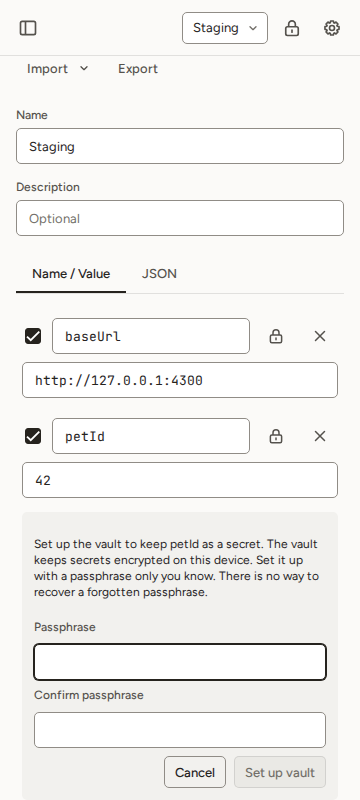 Staging
Import
Export
Name
Staging
Description
Optional
Name / Value
JSON
baseUrl
http://127.0.0.1:4300
petId
42
Set up the vault to keep petId as a secret. The vault
keeps secrets encrypted on this device. Set it up
with a passphrase only you know. There is no way to
recover a forgotten passphrase.
Passphrase
Confirm passphrase
Cancel
Set up vault